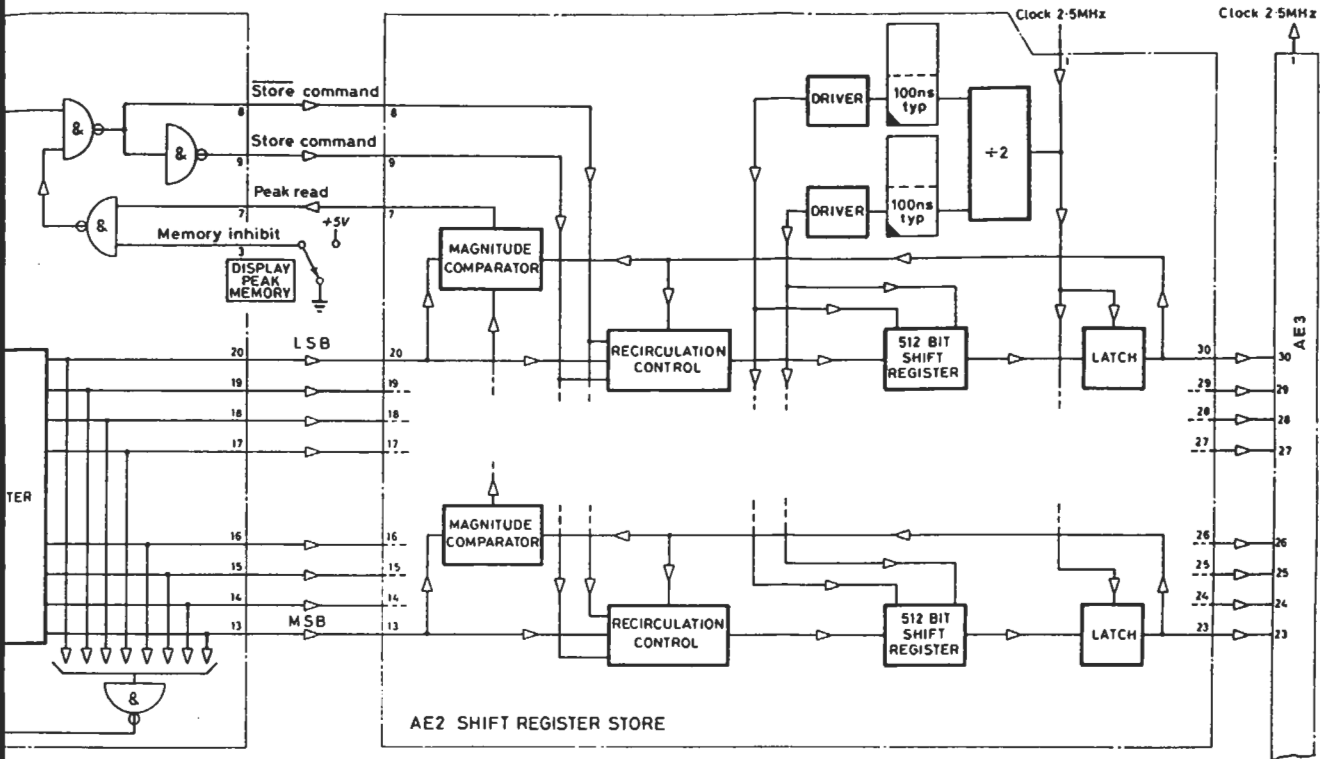 Clock 2·5MHz
Clock 2·5MHz
1
1
Store command
8
8
DRIVER
100ns
typ
÷2
&
&
Store command
9
9
Peak read
7
7
+5V
&
Memory inhibit
3
DISPLAY
PEAK
MEMORY
MAGNITUDE
COMPARATOR
DRIVER
100ns
typ
AE3
LSB
20
20
RECIRCULATION
CONTROL
512 BIT
SHIFT
REGISTER
LATCH
30
30
19
19
29
29
18
18
28
28
17
17
27
27
TER
MAGNITUDE
COMPARATOR
16
16
26
26
15
15
25
25
14
14
24
24
MSB
13
13
RECIRCULATION
CONTROL
512 BIT
SHIFT
REGISTER
LATCH
23
23
&
AE2 SHIFT REGISTER STORE